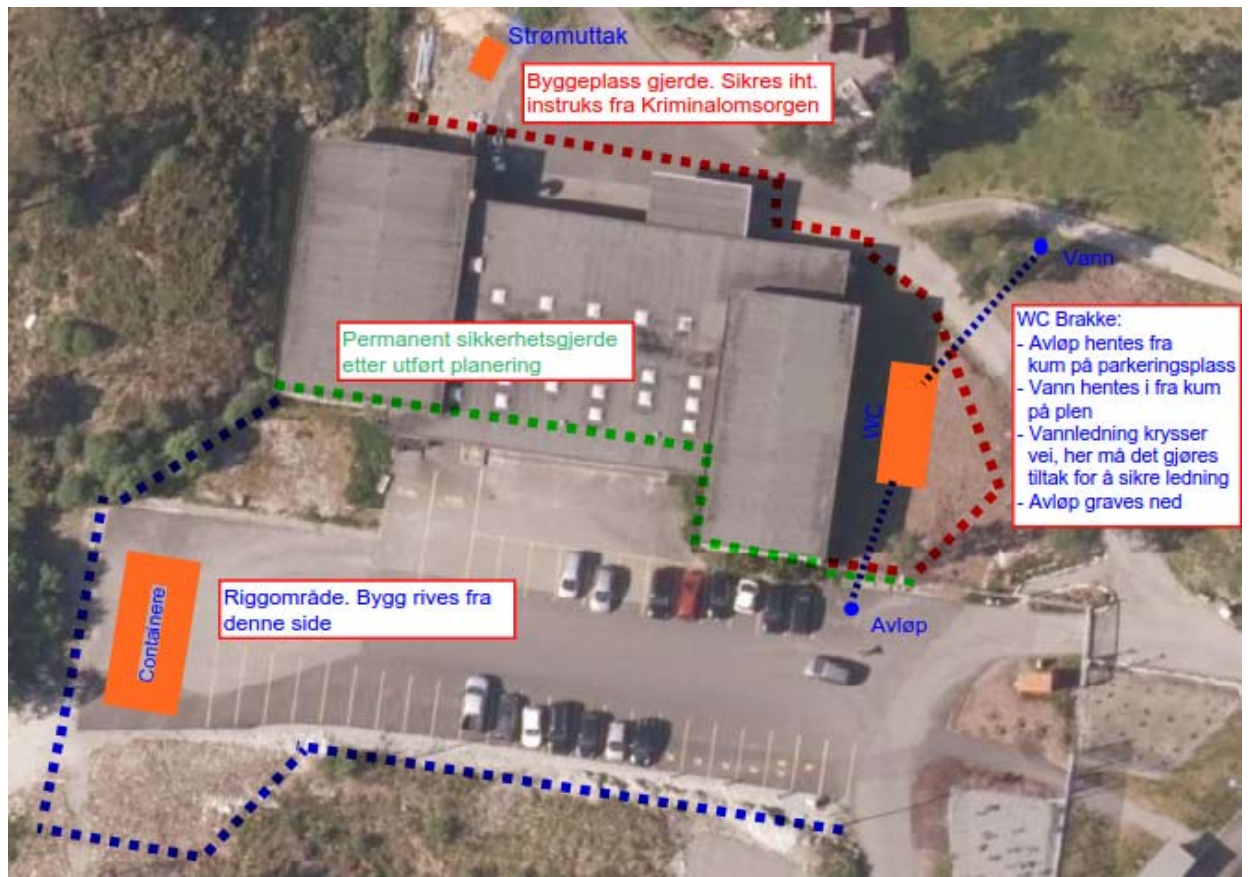 Strømuttak
Byggeplass gjerde. Sikres iht.
instruks fra Kriminalomsorgen
Vann
Permanent sikkerhetsgjerde
etter utført planering
WC Brakke:
- Avløp hentes fra
kum på parkeringsplass
- Vann hentes i fra kum
på plen
- Vannledning krysser
vei, her må det gjøres
tiltak for å sikre ledning
- Avløp graves ned
WC
Riggområde. Bygg rives fra
denne side
Containere
Avløp